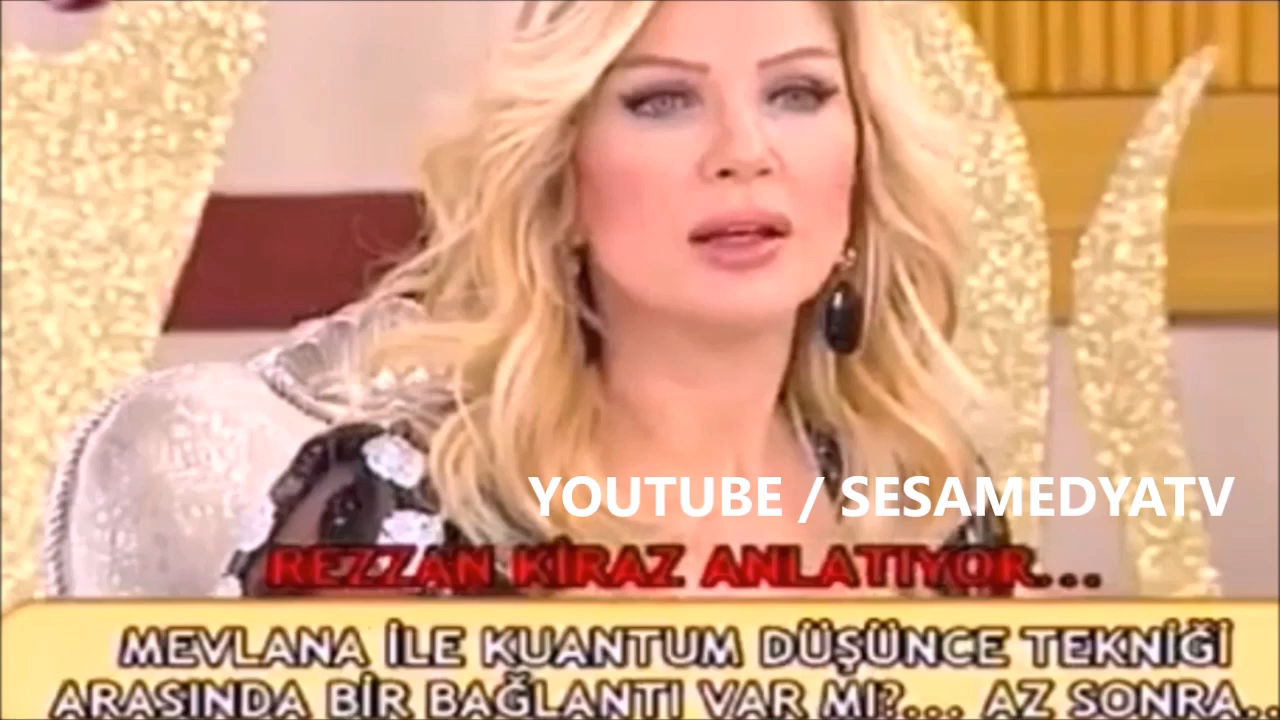 YOUTUBE / SESAMEDYATV
REZZAN KİRAZ ANLATIYOR...
MEVLANA İLE KUANTUM DÜŞÜNCE TEKNİĞİ
ARASINDA BİR BAĞLANTI VAR MI?... AZ SONRA...